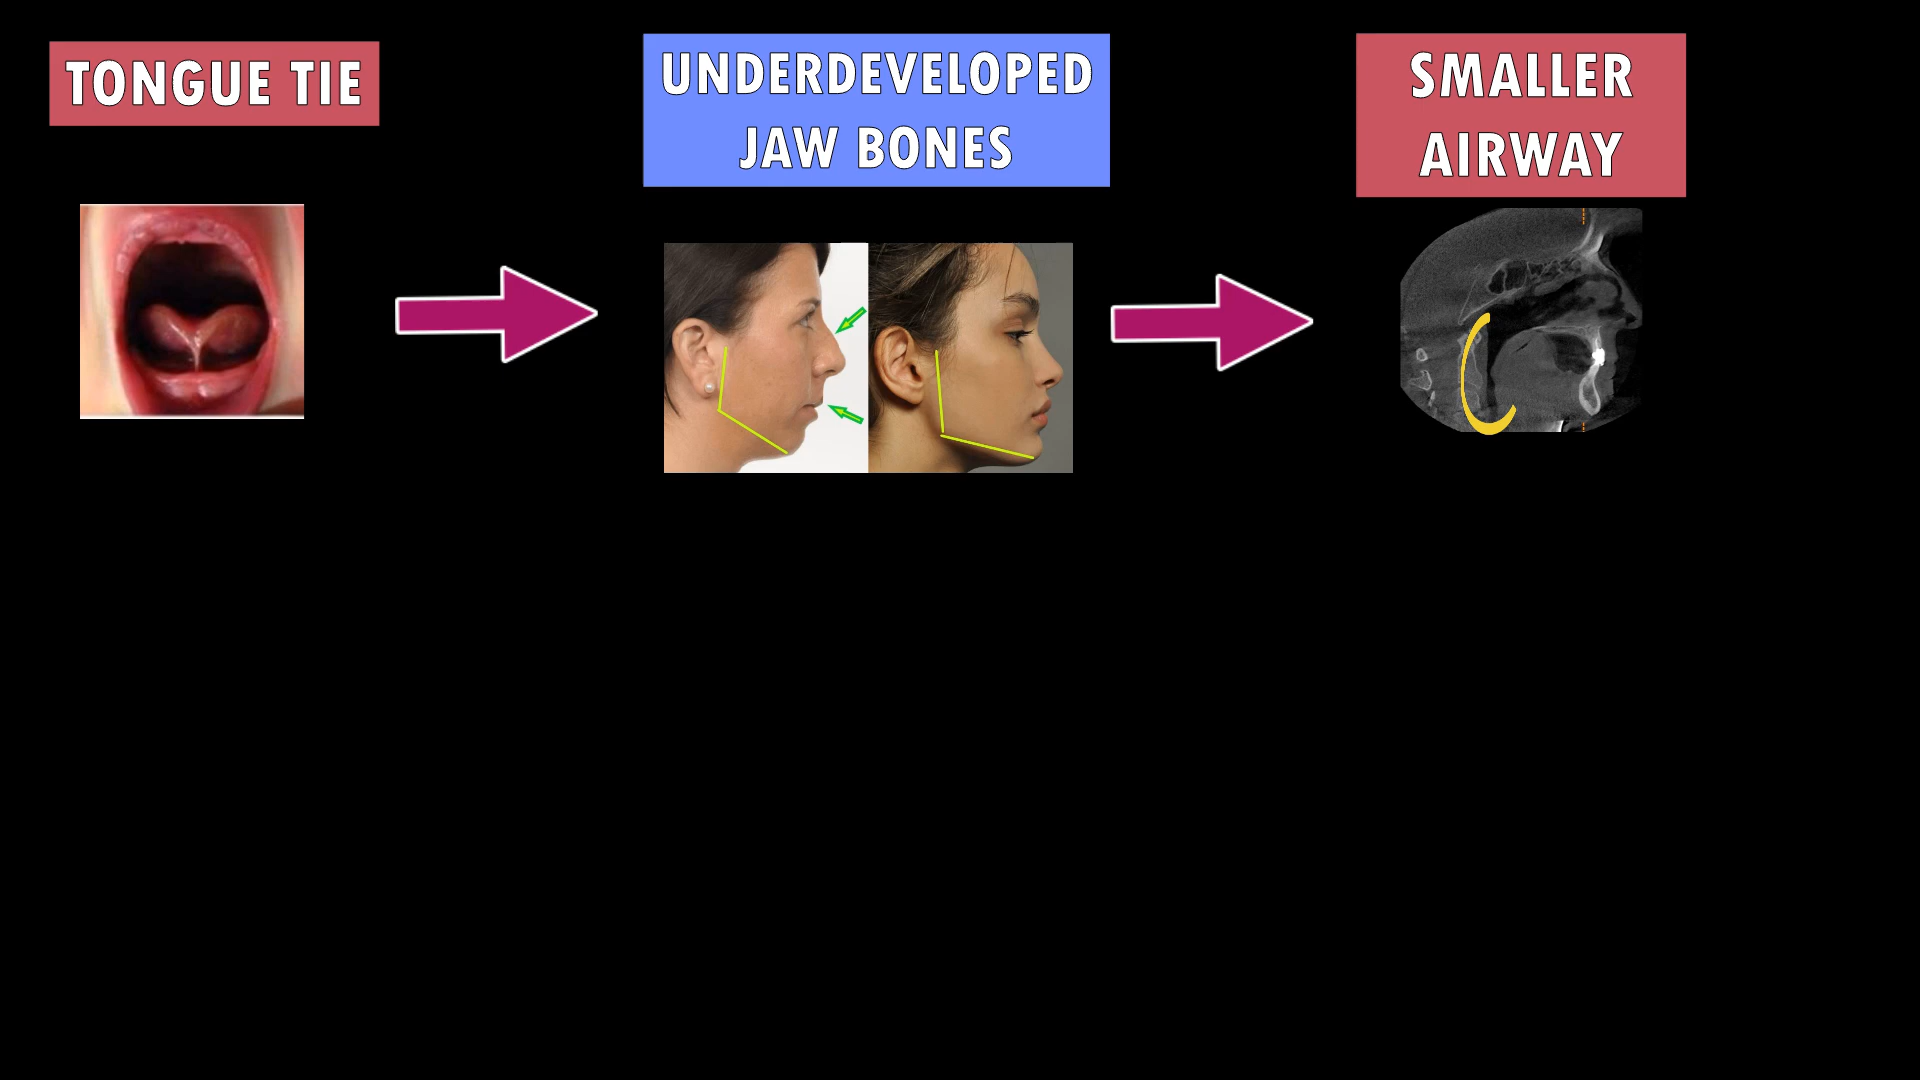 TONGUE TIE
UNDERDEVELOPED
JAW BONES
SMALLER
AIRWAY